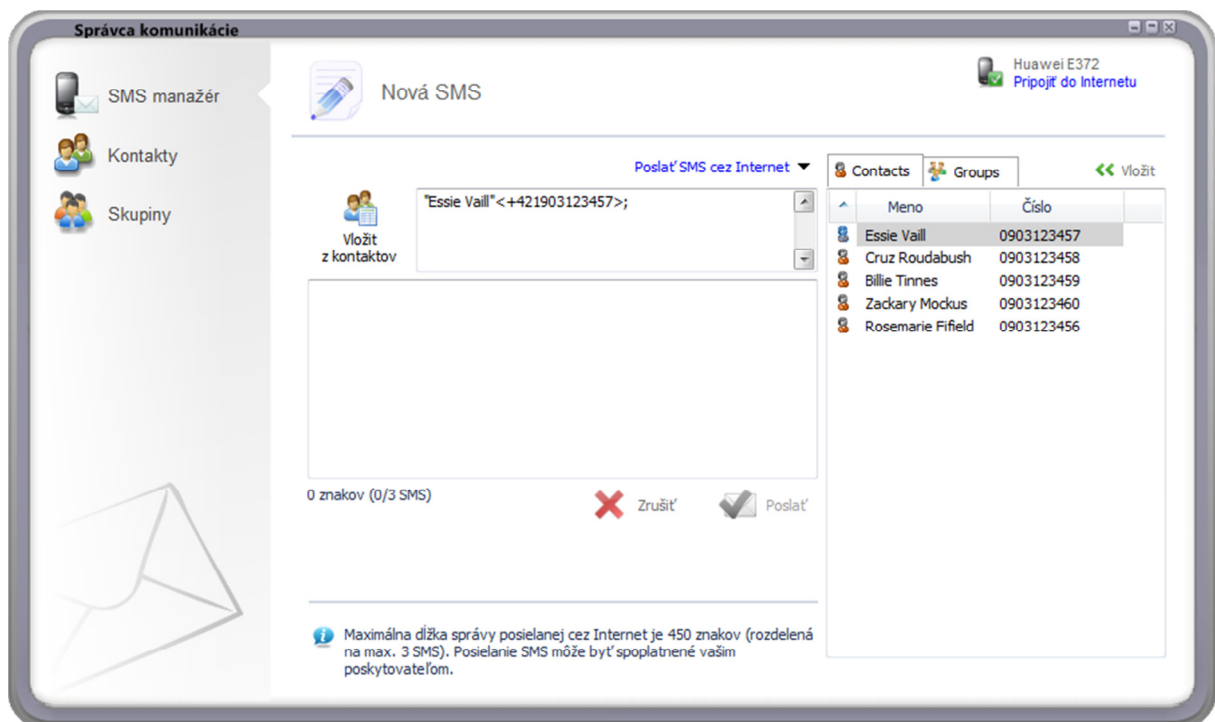 Správca komunikácie
SMS manažér
Kontakty
Skupiny
Nová SMS
Huawei E372
Pripojiť do Internetu
Poslať SMS cez Internet
Vložit
z kontaktov
"Essie Vaill"<+421903123457>;
0 znakov (0/3 SMS)
Zrušiť
Poslať
Maximálna dĺžka správy posielanej cez Internet je 450 znakov (rozdelená
na max. 3 SMS). Posielanie SMS môže byť spoplatnené vašim
poskytovateľom.
Contacts
Groups
Vložit
Meno Číslo
Essie Vaill 0903123457
Cruz Roudabush 0903123458
Billie Tinnes 0903123459
Zackary Mockus 0903123460
Rosemarie Fifield 0903123456